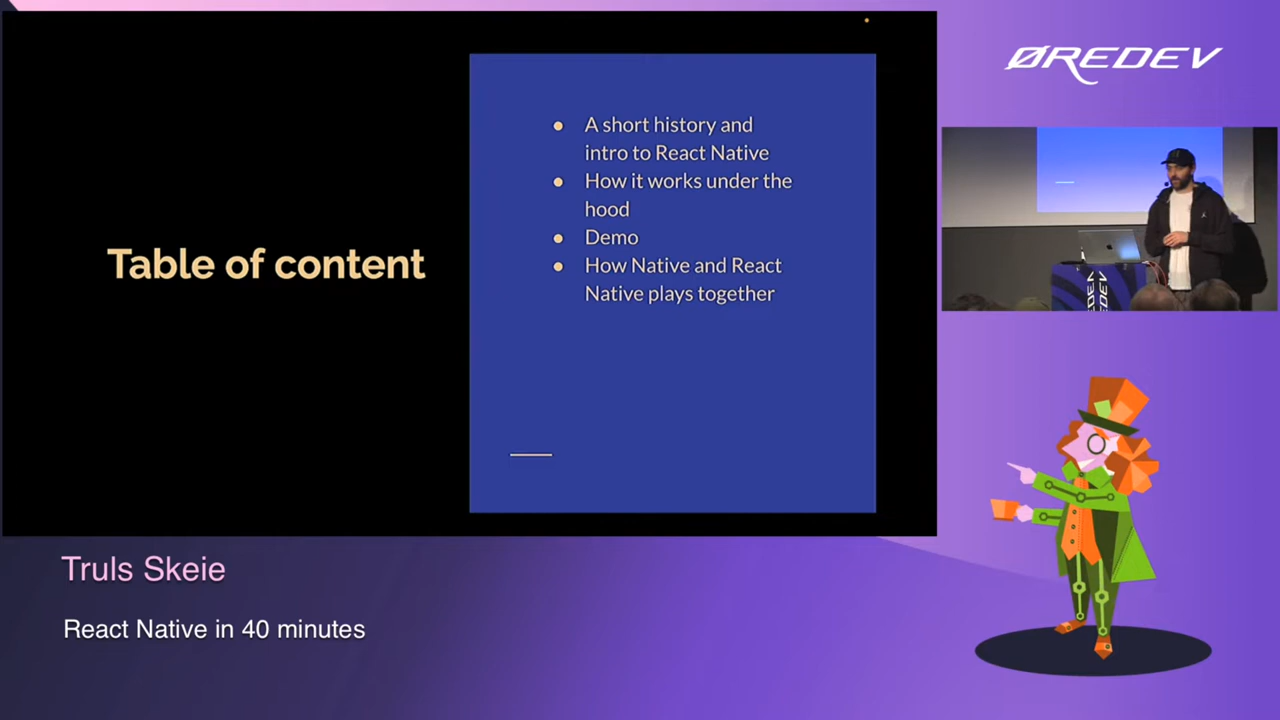 ØREDEV
Table of content
A short history and
intro to React Native
How it works under the
hood
Demo
How Native and React
Native plays together
Truls Skeie
React Native in 40 minutes